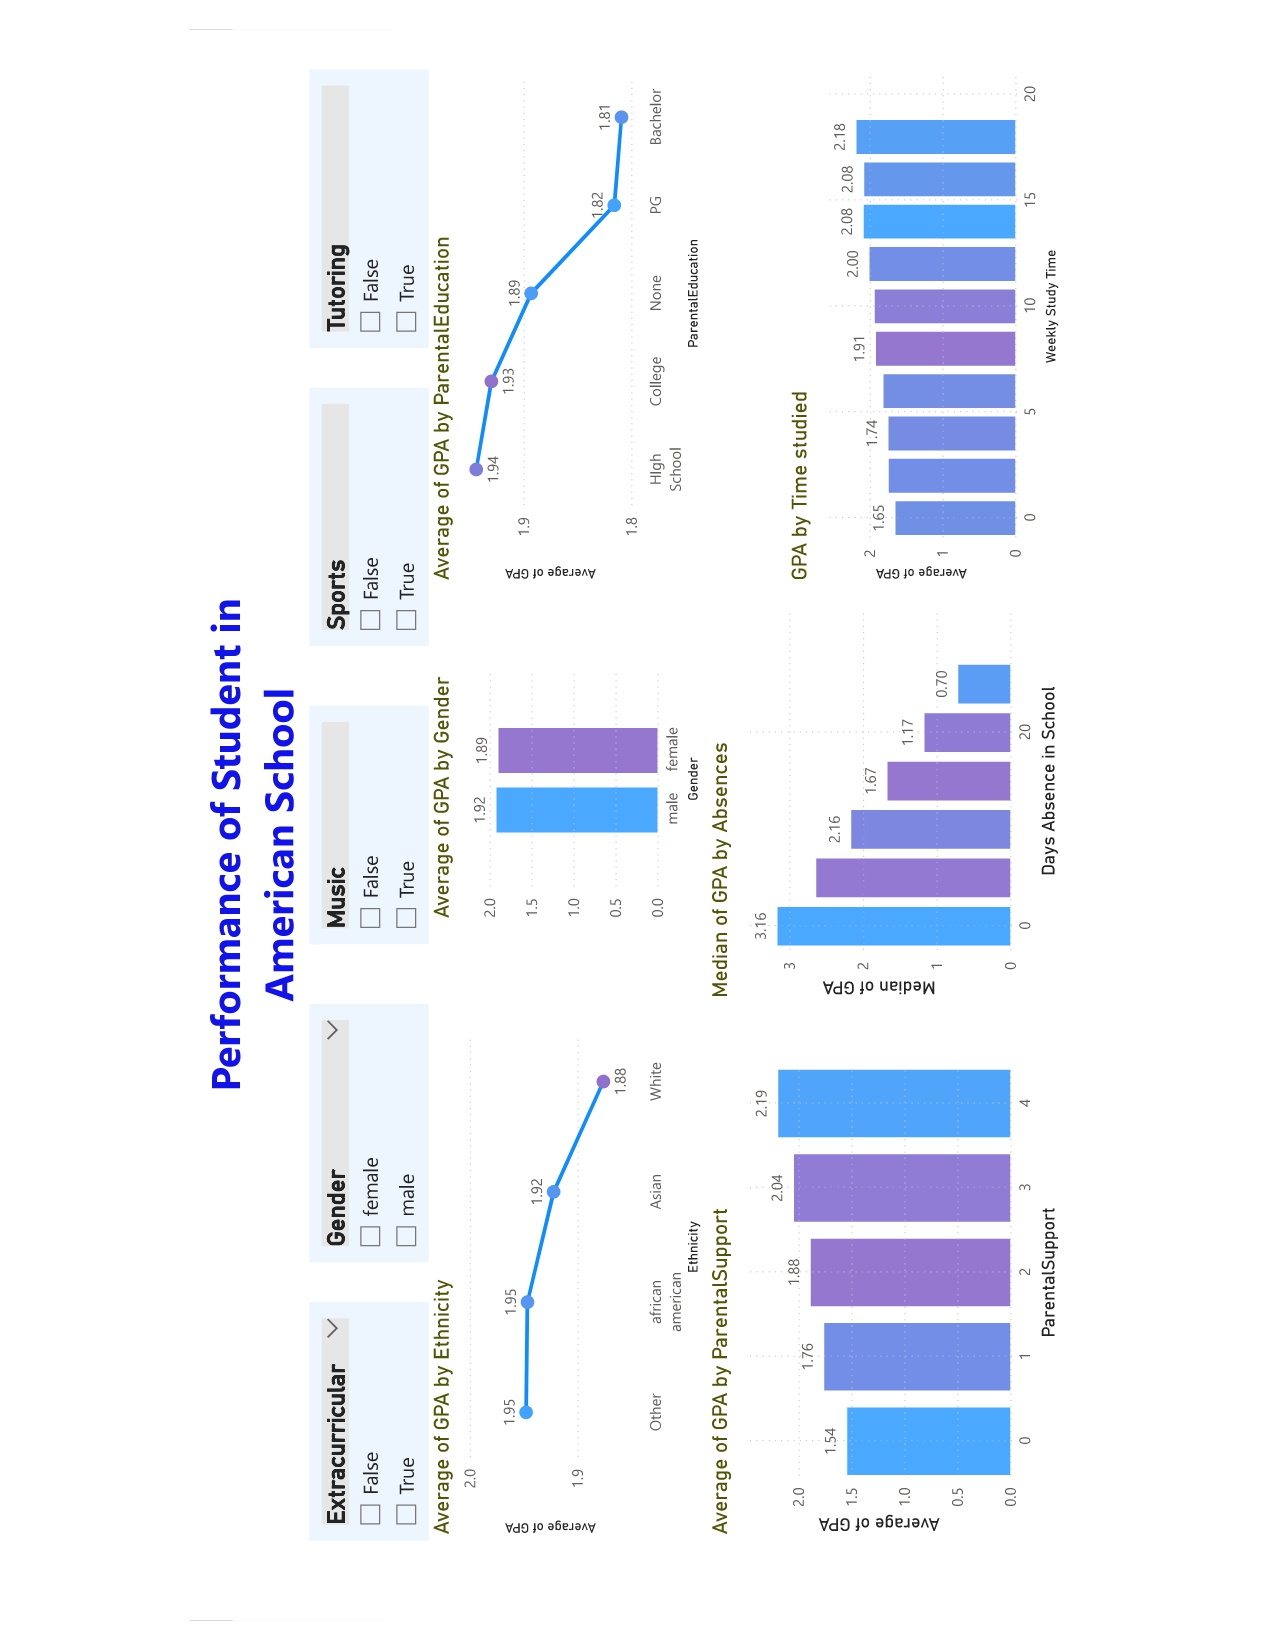 Performance of Student in
American School
Extracurricular
False
True
Gender
female
male
Music
False
True
Sports
False
True
Tutoring
False
True
Average of GPA by Ethnicity
Average of GPA
2.0
1.9
1.95
1.95
1.92
1.88
Other
african
american
Asian
White
Ethnicity
Average of GPA by Gender
2.0
1.5
1.0
0.5
0.0
1.92
1.89
male
female
Gender
Average of GPA by ParentalEducation
Average of GPA
1.9
1.8
1.94
1.93
1.89
1.82
1.81
HIgh
School
College
None
PG
Bachelor
ParentalEducation
Average of GPA by ParentalSupport
Average of GPA
2.0
1.5
1.0
0.5
0.0
1.54
1.76
1.88
2.04
2.19
0
1
2
3
4
ParentalSupport
Median of GPA by Absences
Median of GPA
3
2
1
0
3.16
2.16
1.67
1.17
0.70
0
20
Days Absence in School
GPA by Time studied
Average of GPA
2
1
0
1.65
1.74
1.91
2.00
2.08
2.08
2.18
0
5
10
15
20
Weekly Study Time